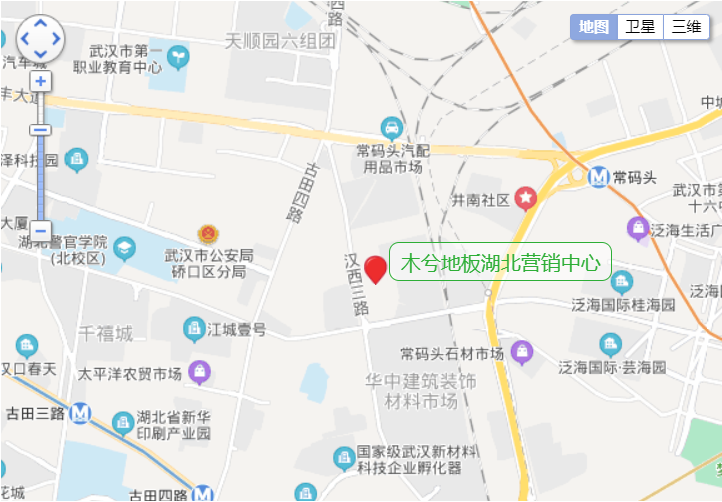 地图 卫星 三维
武汉市第一
职业教育中心
天顺园六组团
汽车城
丰大道
常码头汽配
用品市场
泽科技园
古田四路
常码头
井南社区
武汉市第
十六中
大厦
湖北警官学院
(北校区)
武汉市公安局
硚口区分局
汉西三路
木兮地板湖北营销中心
泛海生活广
泛海国际
泛海国际桂海园
千禧城
江城壹号
汉口春天
太平洋农贸市场
常码头石材市场
泛海国际·芸海园
华中建筑装饰
材料市场
古田三路
湖北省新华
印刷产业园
国家级武汉新材料
科技企业孵化器
古田四路
花城